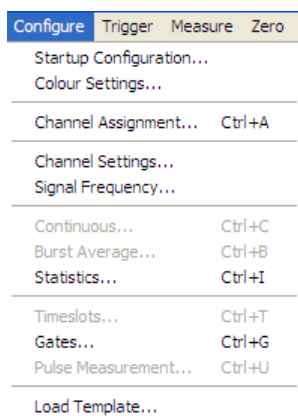 Configure Trigger Measure Zero
Startup Configuration...
Colour Settings...
Channel Assignment... Ctrl+A
Channel Settings...
Signal Frequency...
Continuous... Ctrl+C
Burst Average... Ctrl+B
Statistics... Ctrl+I
Timeslots... Ctrl+T
Gates... Ctrl+G
Pulse Measurement... Ctrl+U
Load Template...